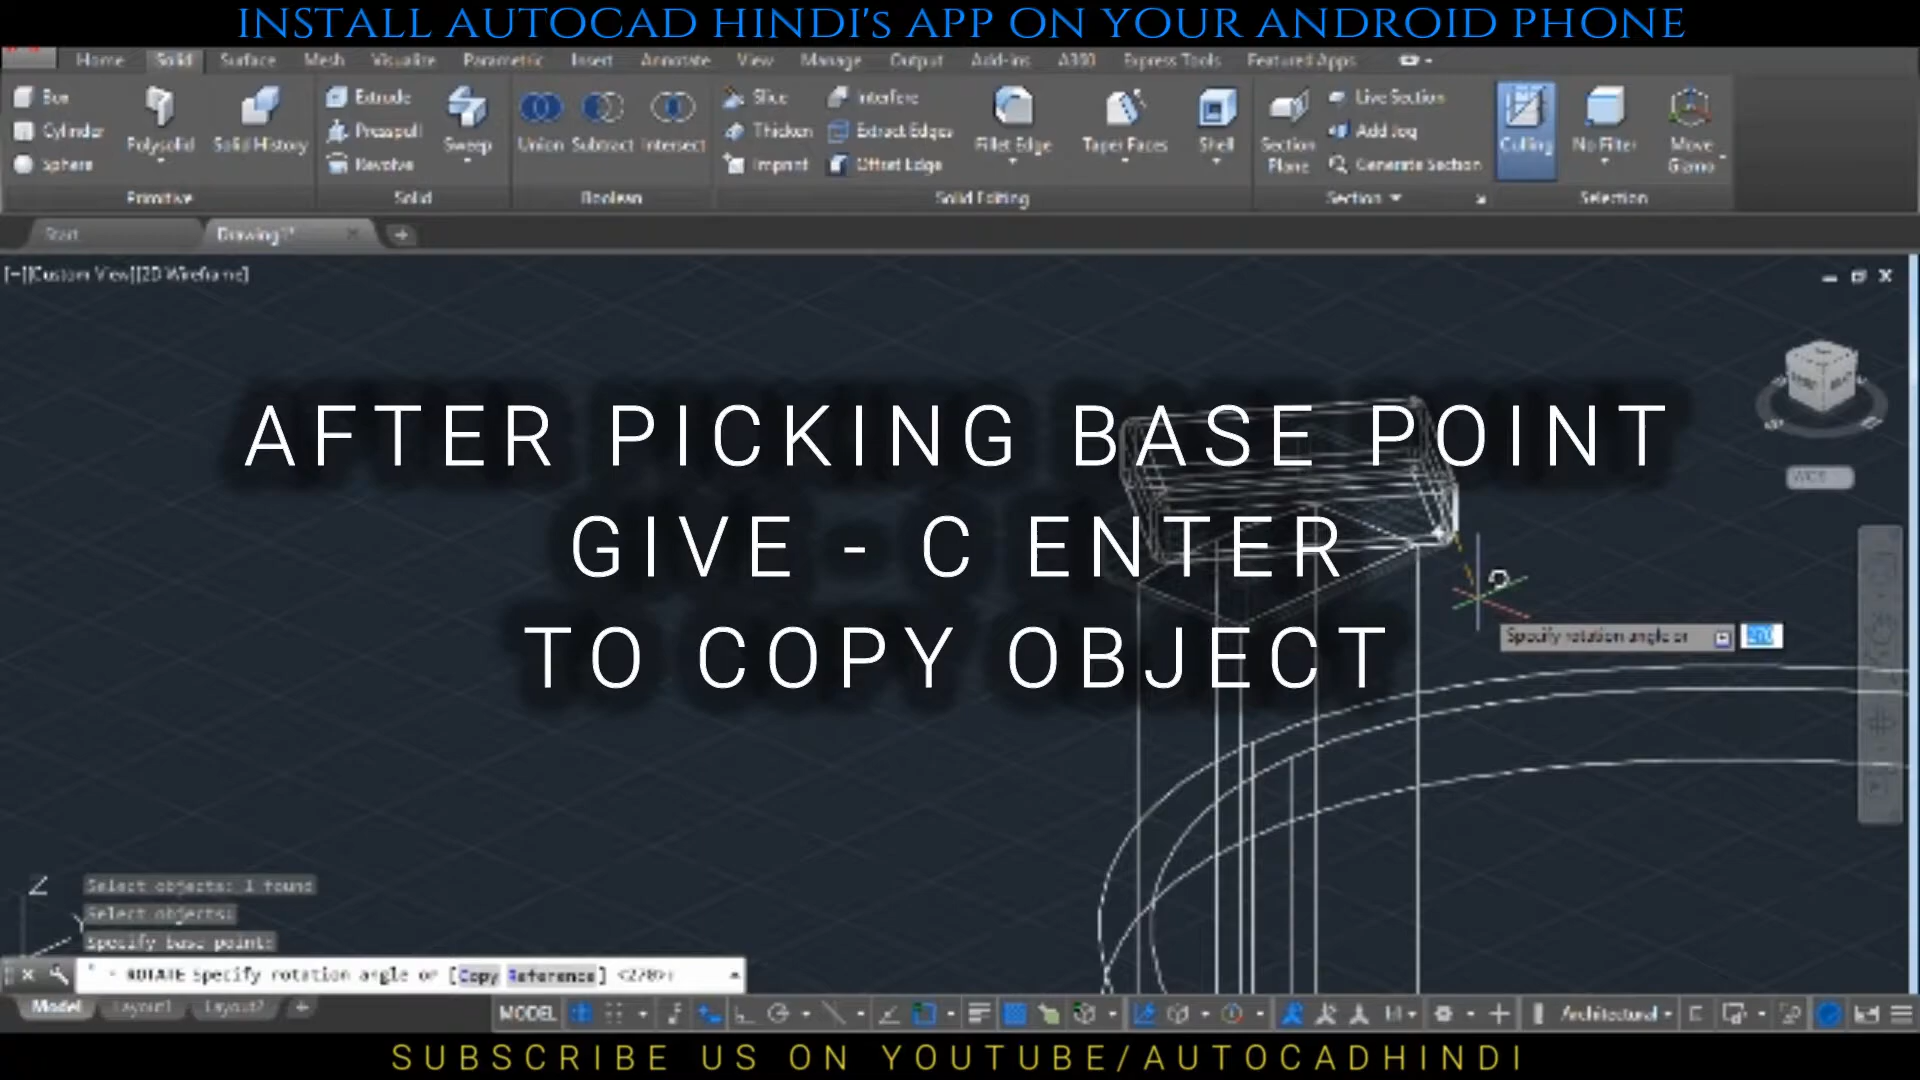 INSTALL AUTOCAD HINDI's APP ON YOUR ANDROID PHONE
Home Solid Surface Mesh Visualize Parametric Insert Annotate View Manage Output Add-ins A360 Express Tools Featured Apps
Box
Cylinder
Sphere
Polysolid
Solid History
Primitive
Extrude
Presspull
Revolve
Sweep
Solid
Union Subtract Intersect
Boolean
Slice
Thicken
Imprint
Interfere
Extract Edges
Offset Edge
Fillet Edge
Taper Faces
Shell
Solid Editing
Section
Plane
Live Section
Add Jog
Generate Section
Section
Culling
No Filter
Move
Gizmo
Selection
Start
Drawing1*
[-][Custom View][2D Wireframe]
WCS
AFTER PICKING BASE POINT
GIVE - C ENTER
TO COPY OBJECT
Specify rotation angle or
Select objects: 1 found
Select objects:
Specify base point:
ROTATE Specify rotation angle or [Copy Reference] <270>:
Model Layout1 Layout2 +
MODEL
Architectural
SUBSCRIBE US ON YOUTUBE/AUTOCADHINDI